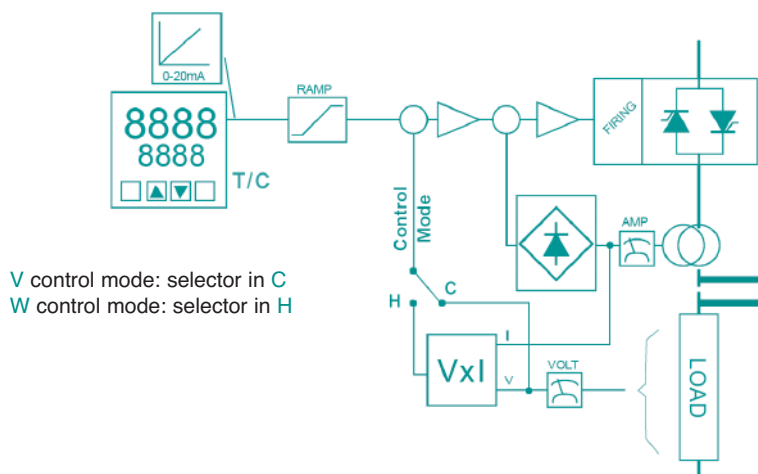 0-20mA
RAMP
8888
8888
T/C
FIRING
Control
Mode
AMP
V control mode: selector in C
W control mode: selector in H
C
H
I
VxI
V
VOLT
LOAD